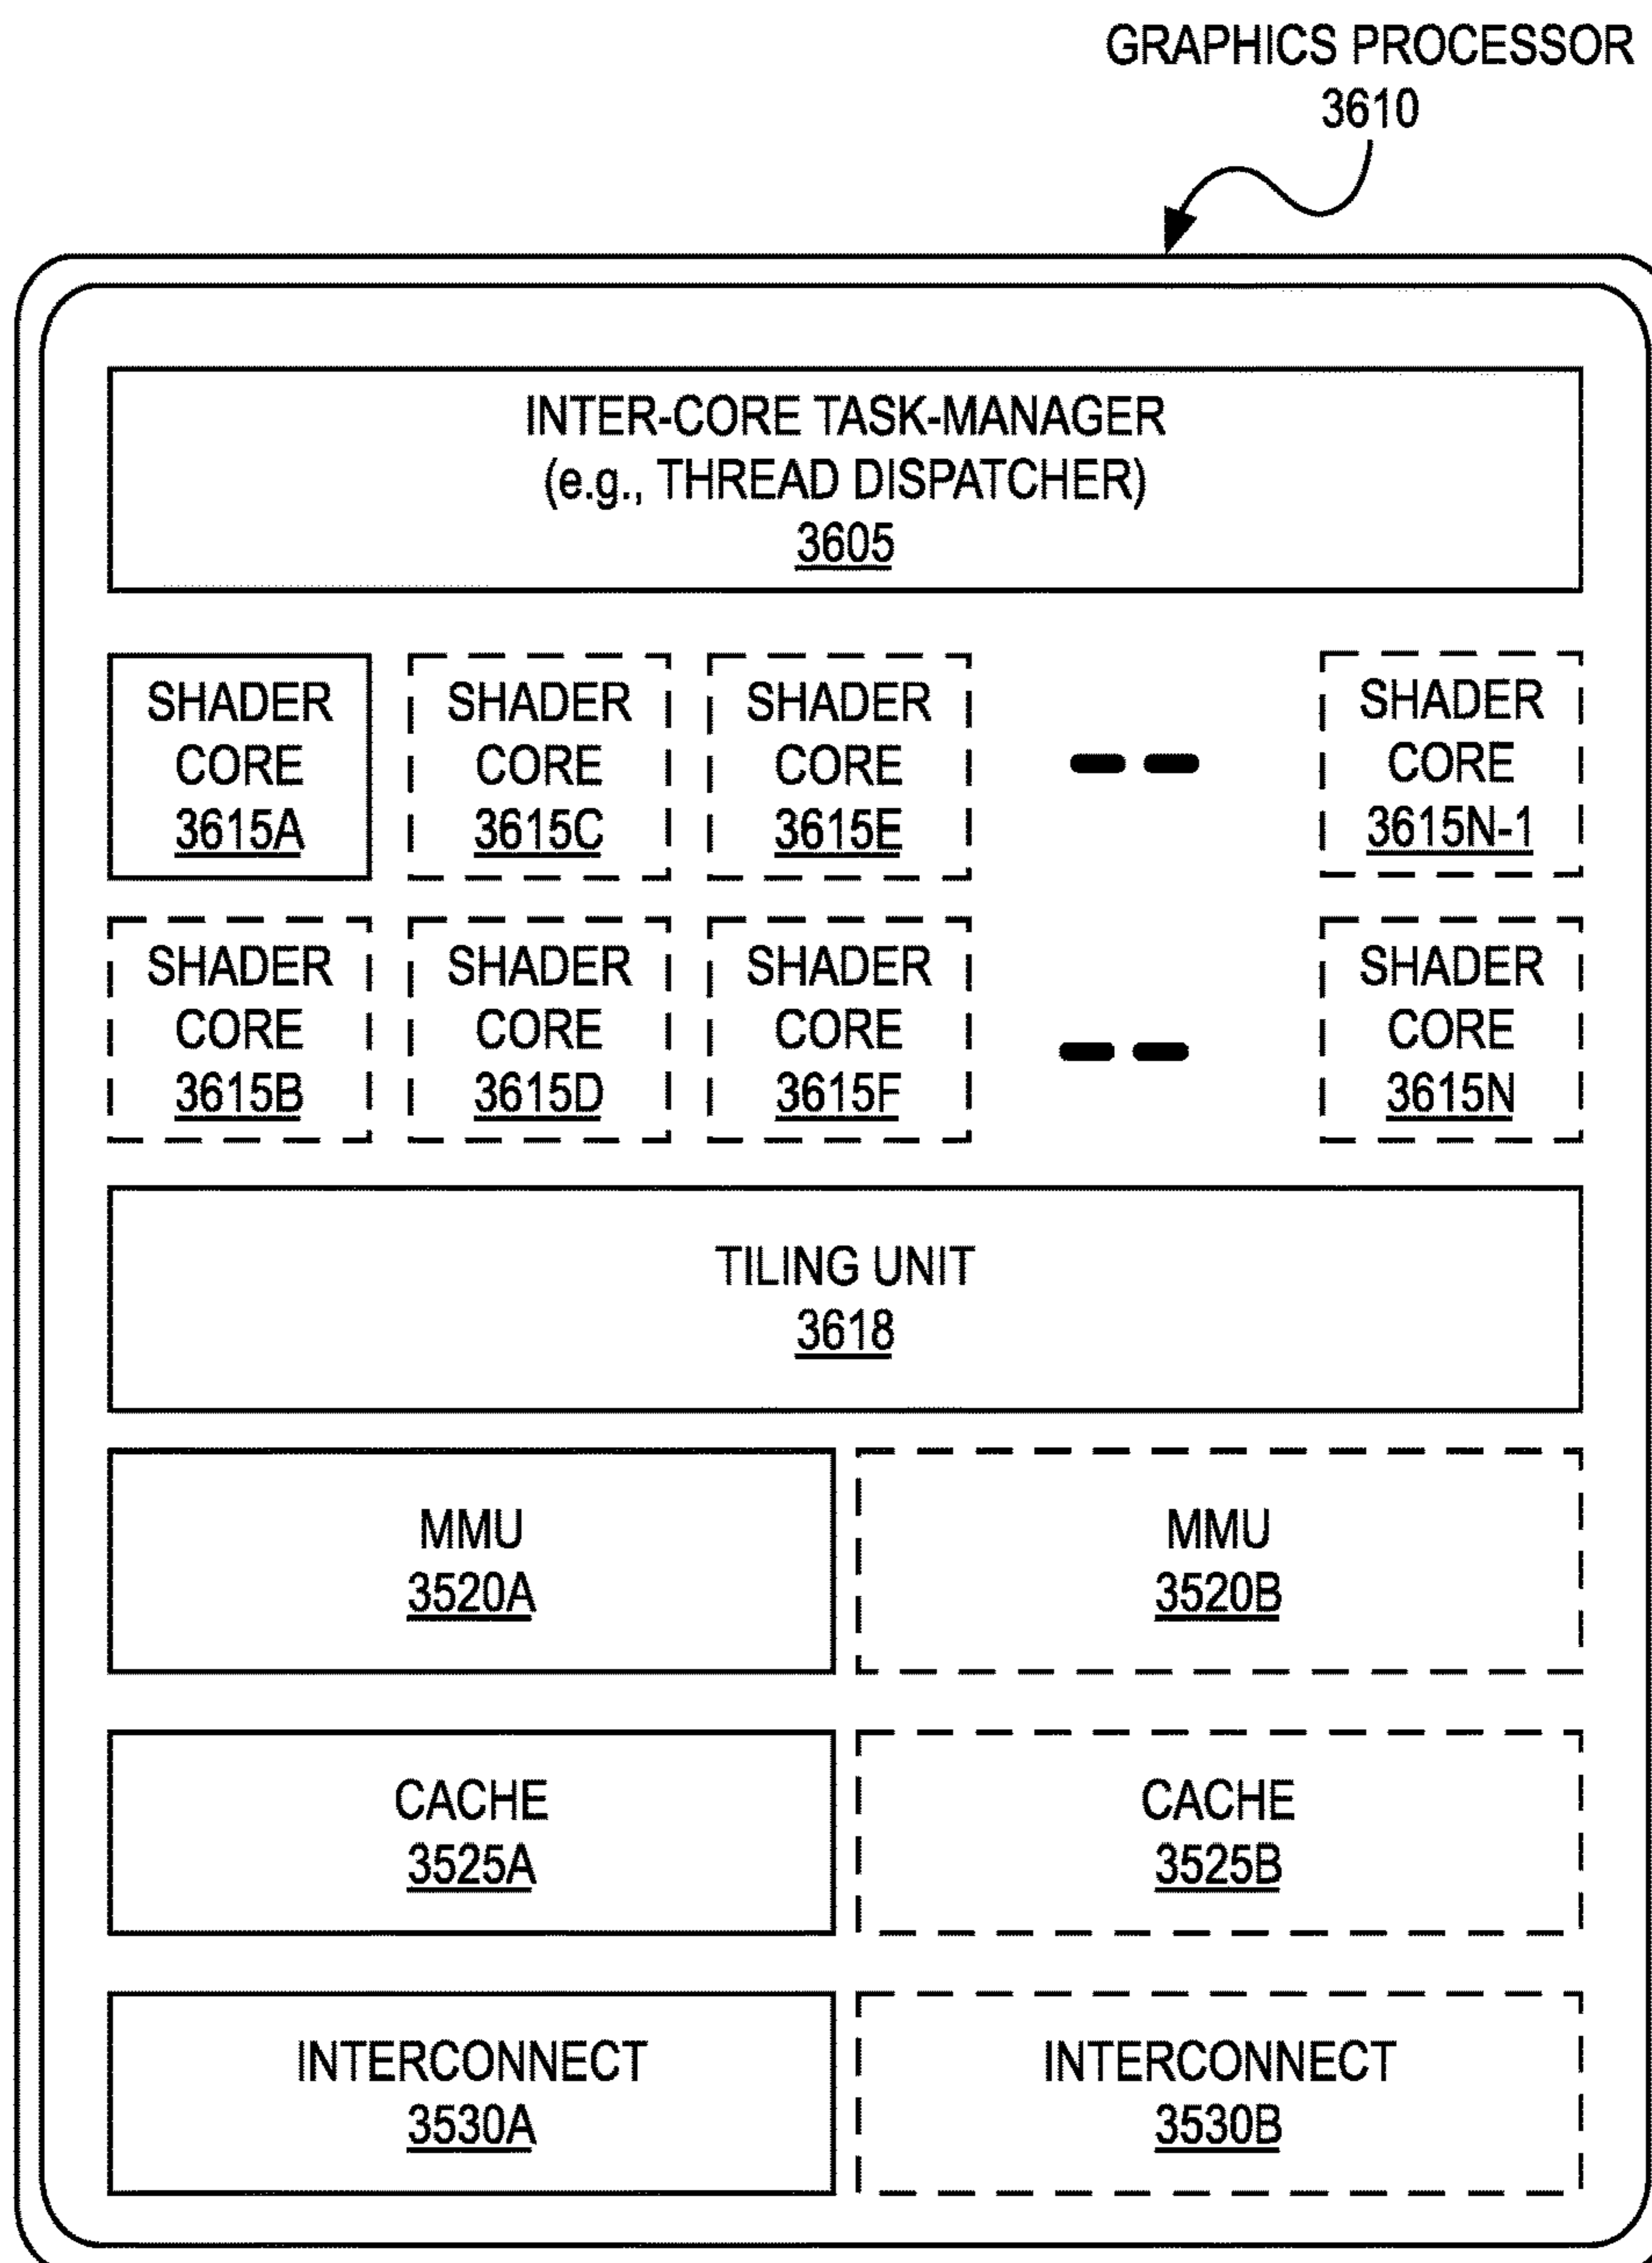 GRAPHICS PROCESSOR
3610
INTER-CORE TASK-MANAGER
(e.g., THREAD DISPATCHER)
3605
SHADER
CORE
3615A
SHADER
CORE
3615C
SHADER
CORE
3615E
SHADER
CORE
3615N-1
SHADER
CORE
3615B
SHADER
CORE
3615D
SHADER
CORE
3615F
SHADER
CORE
3615N
TILING UNIT
3618
MMU
3520A
MMU
3520B
CACHE
3525A
CACHE
3525B
INTERCONNECT
3530A
INTERCONNECT
3530B